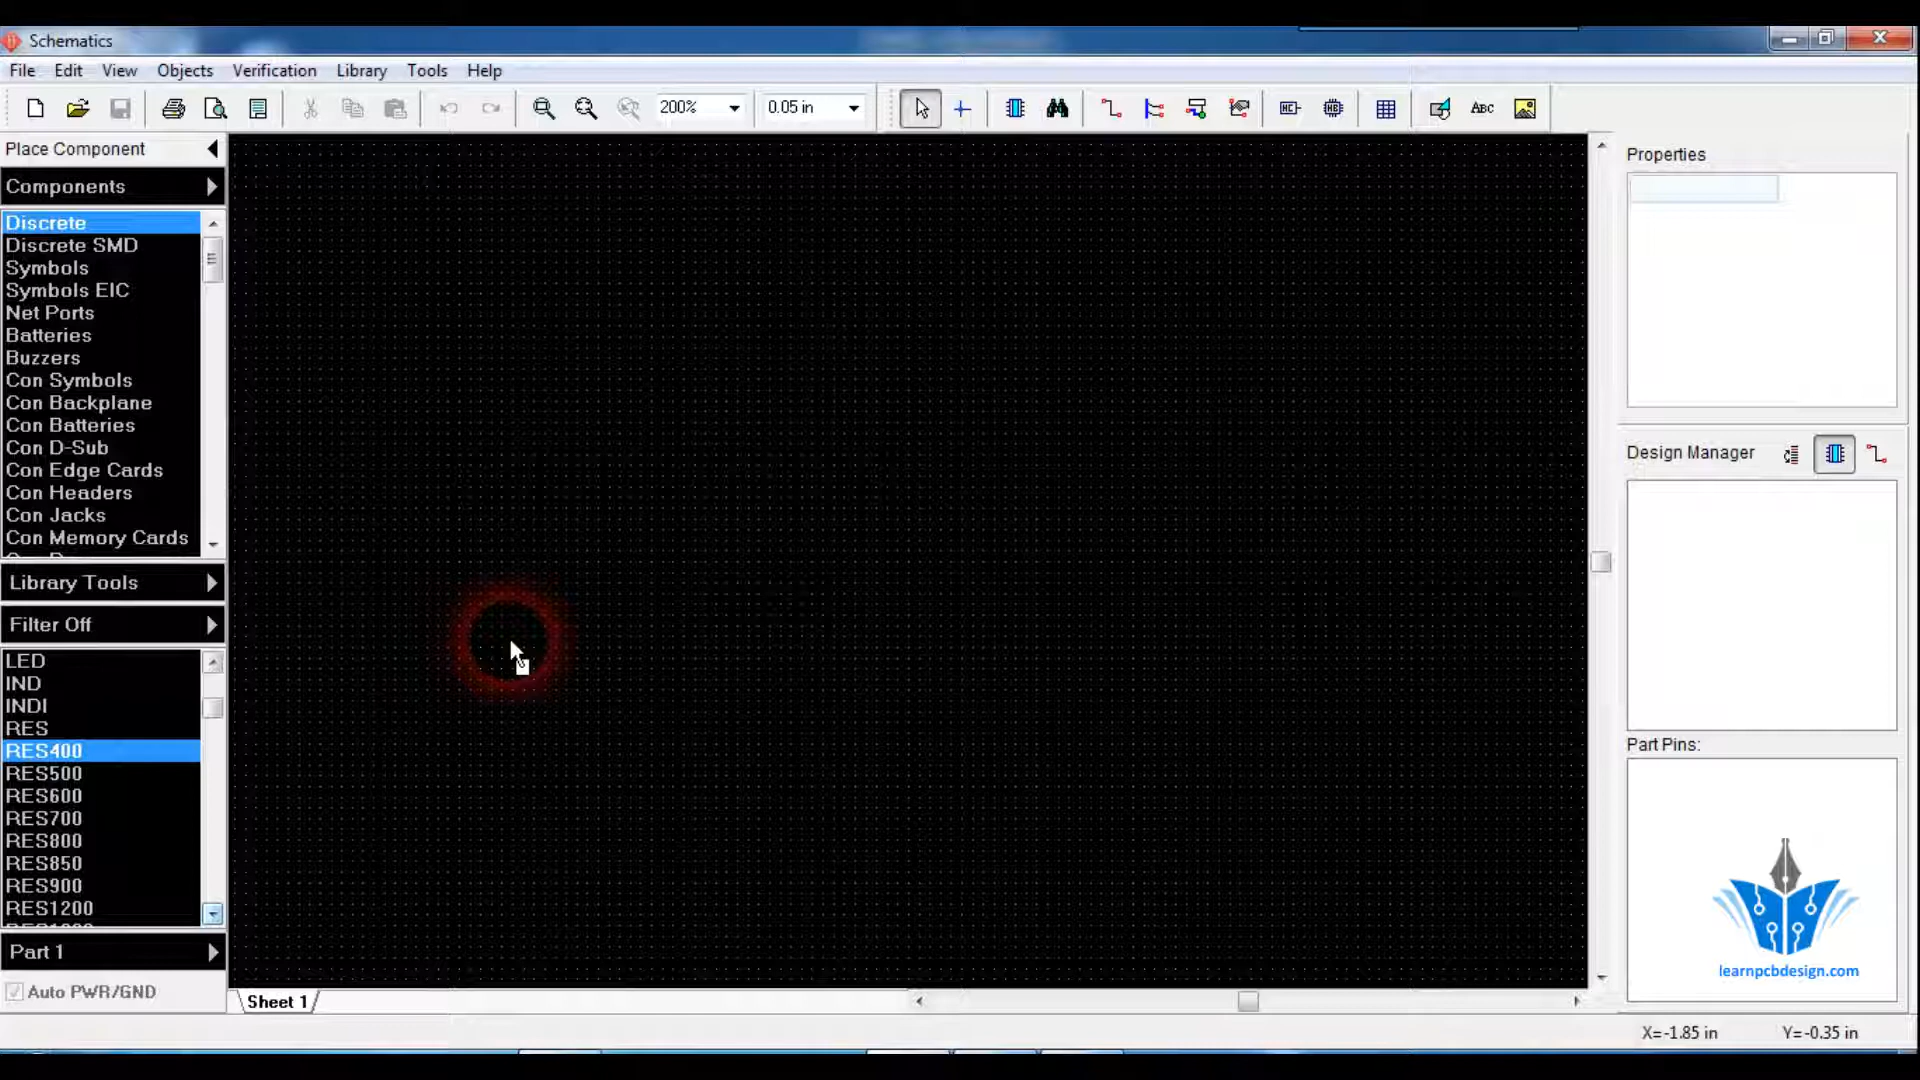 Schematics
File Edit View Objects Verification Library Tools Help
200% 0.05 in ABC
Place Component
Components
Discrete
Discrete SMD
Symbols
Symbols EIC
Net Ports
Batteries
Buzzers
Con Symbols
Con Backplane
Con Batteries
Con D-Sub
Con Edge Cards
Con Headers
Con Jacks
Con Memory Cards
Library Tools
Filter Off
LED
IND
INDI
RES
RES400
RES500
RES600
RES700
RES800
RES850
RES900
RES1200
Part 1
Auto PWR/GND
Sheet 1
Properties
Design Manager
Part Pins:
learnpcbdesign.com
X=-1.85 in Y=-0.35 in